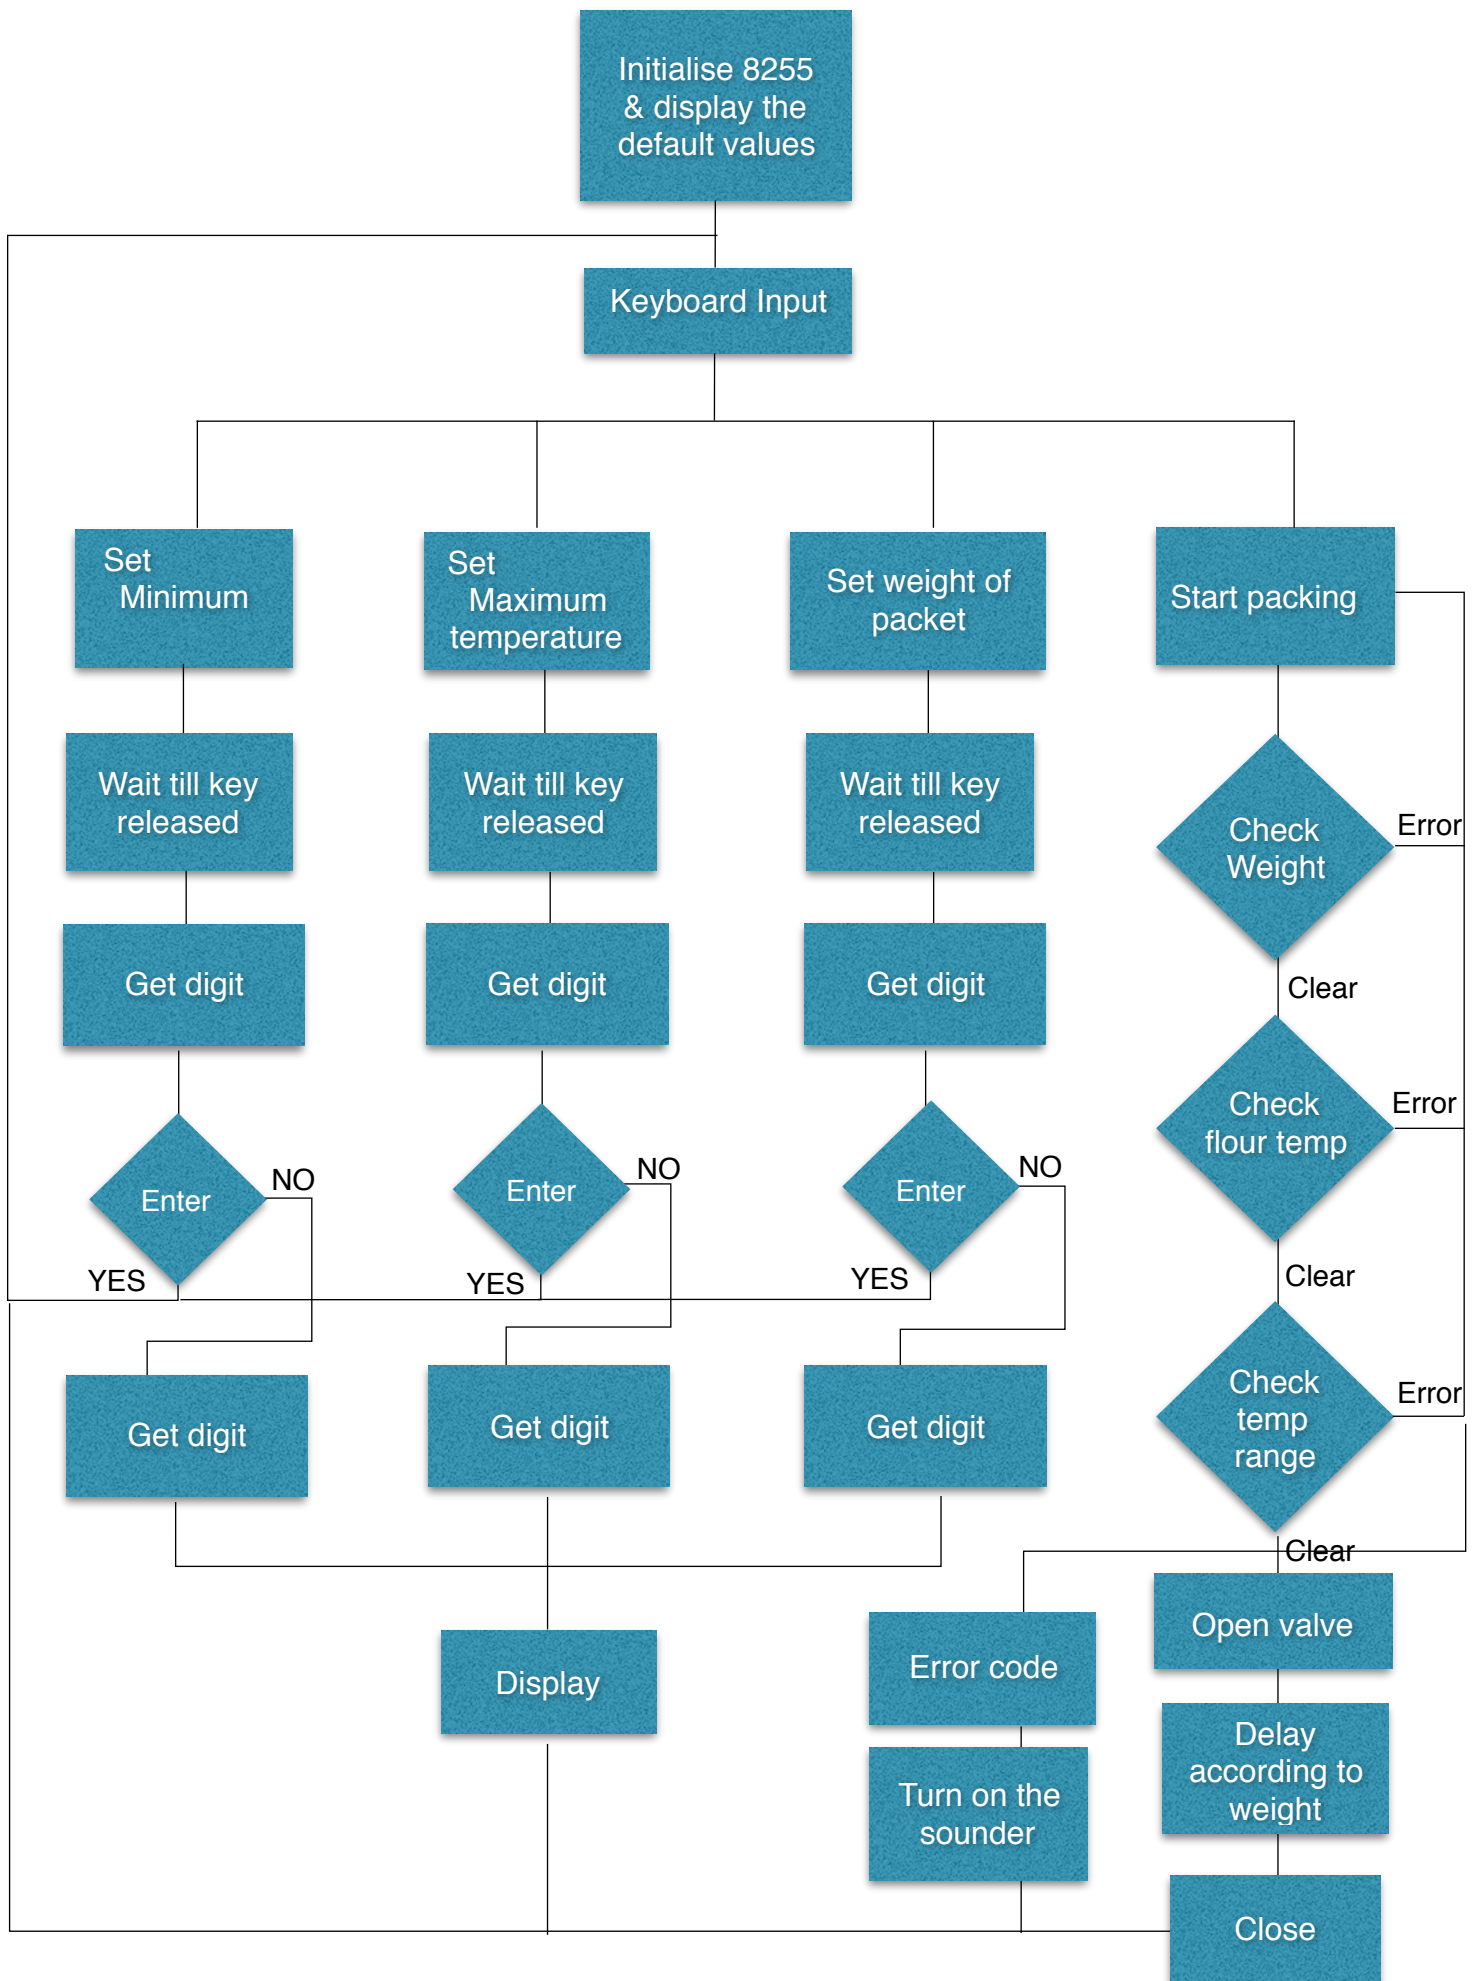 Initialise 8255
& display the
default values
Keyboard Input
Set
Minimum
Set
Maximum
temperature
Set weight of
packet
Start packing
Wait till key
released
Wait till key
released
Wait till key
released
Check
Weight
Error
Get digit
Get digit
Get digit
Clear
Check
flour temp
Error
Enter
NO
YES
Enter
NO
YES
Enter
NO
YES
Clear
Check
temp
range
Error
Get digit
Get digit
Get digit
Clear
Display
Error code
Open valve
Turn on the
sounder
Delay
according to
weight
Close